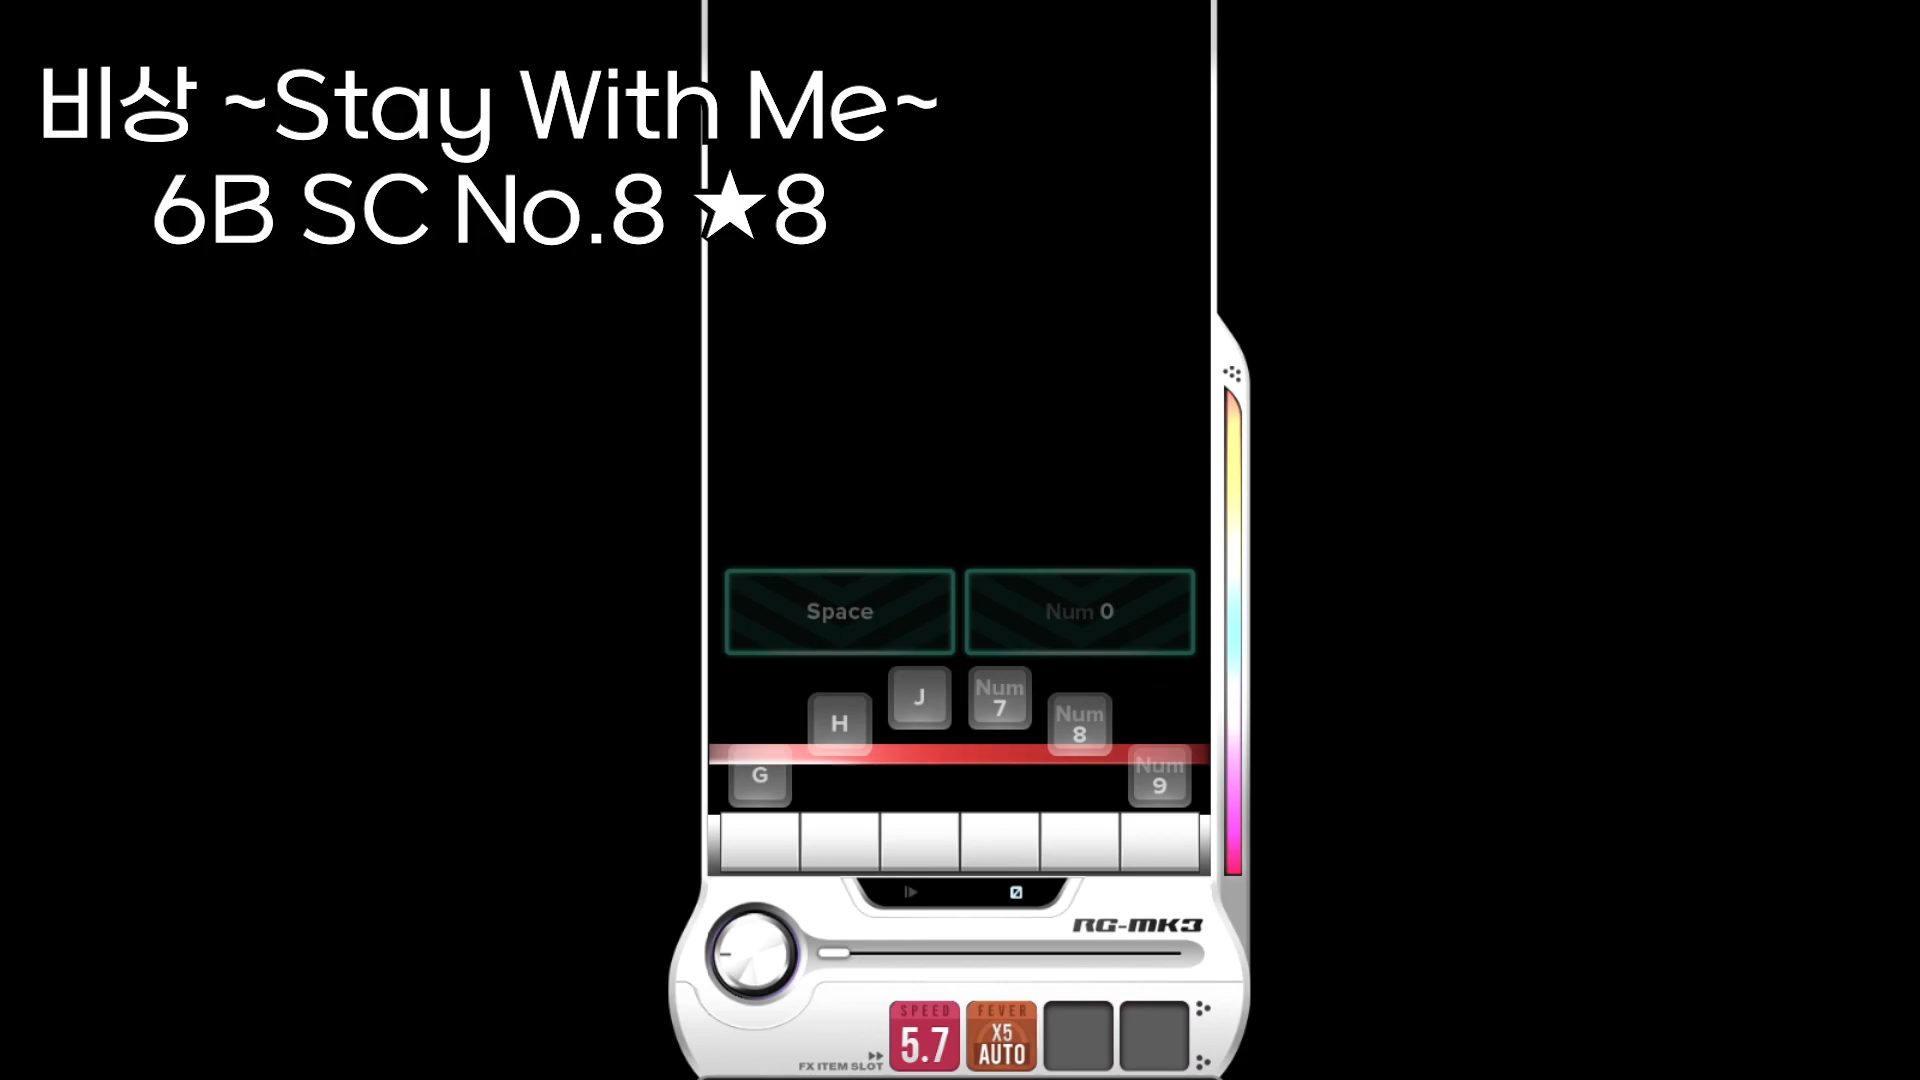 비상 ~Stay With Me~
6B SC No.8 ★8
Space
Num 0
J
Num
7
H
Num
8
G
Num
9
RG-MK3
SPEED
5.7
FEVER
X5
AUTO
FX ITEM SLOT